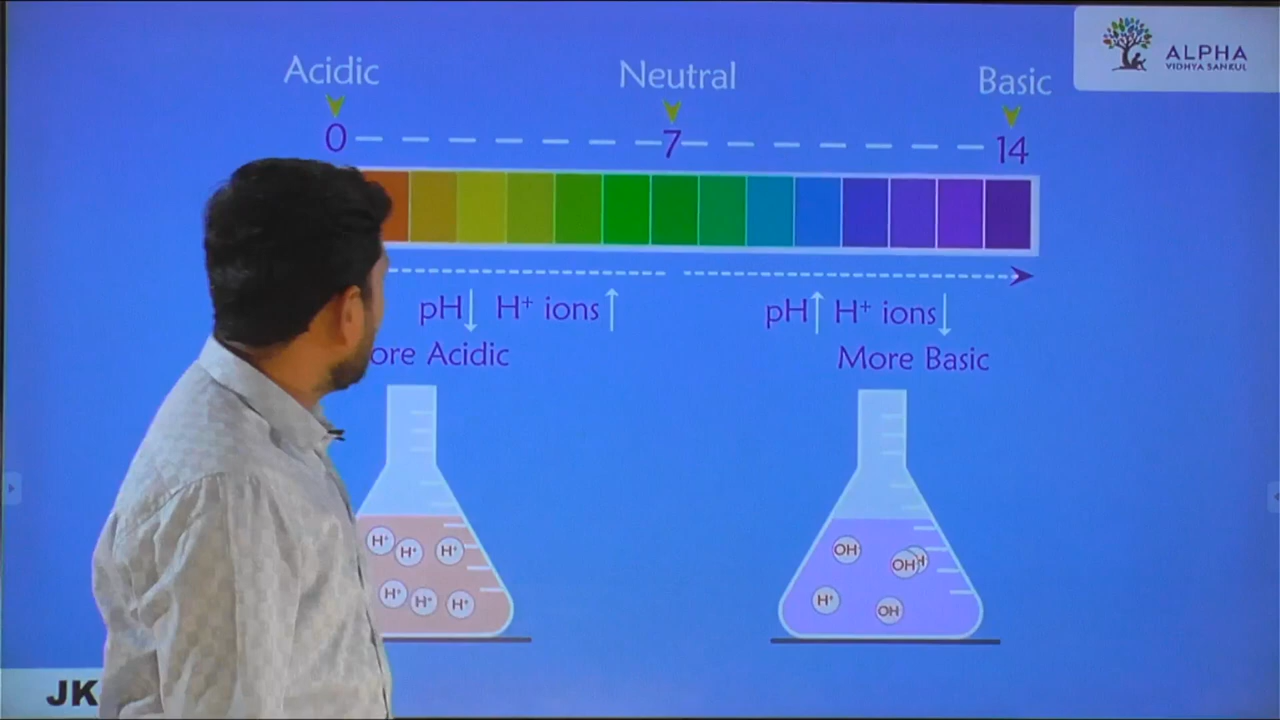 Acidic
Neutral
Basic
ALPHA
VIDHYA SANKUL
0
7
14
pH↓ H⁺ ions↑
pH↑ H⁺ ions↓
ore Acidic
More Basic
H⁺
H⁺
H⁺
H⁺
H⁺
H⁺
OH
OH
H
H⁺
OH
JK